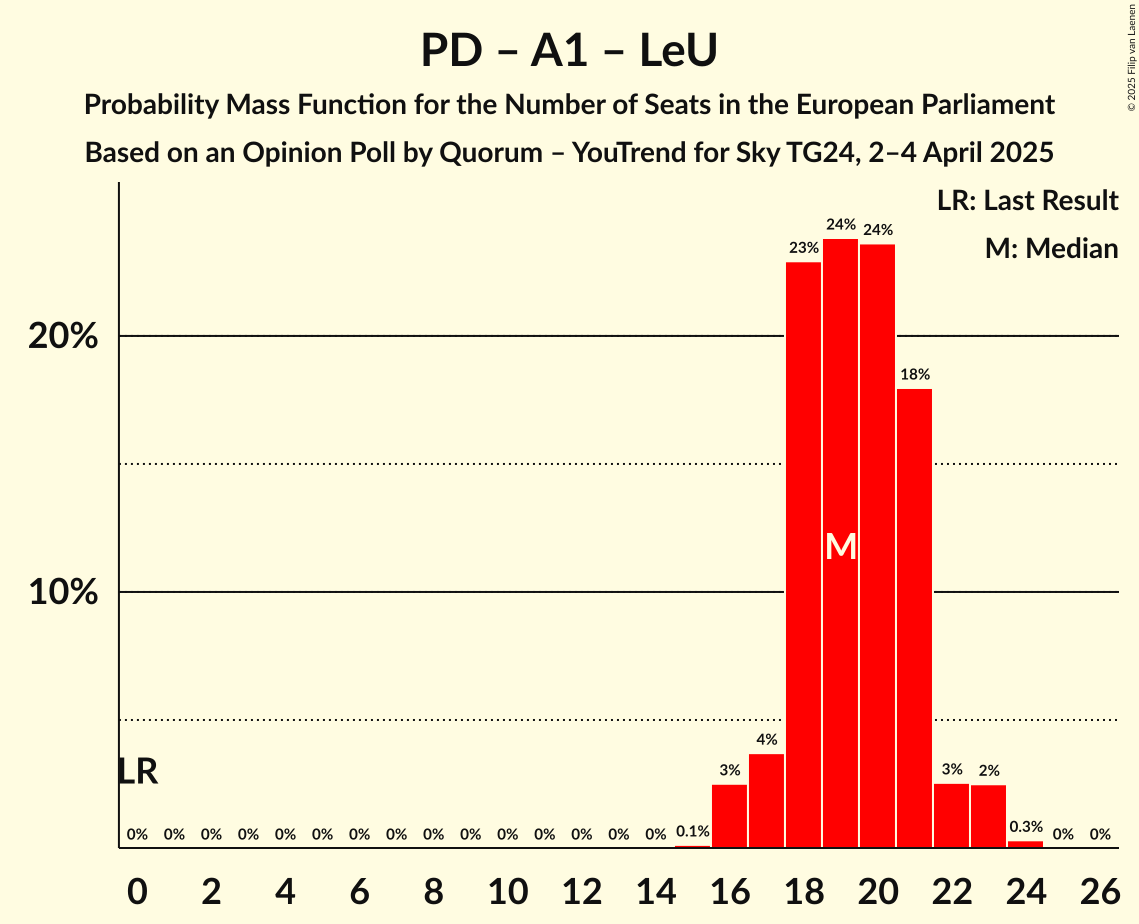 PD – A1 – LeU
Probability Mass Function for the Number of Seats in the European Parliament
Based on an Opinion Poll by Quorum – YouTrend for Sky TG24, 2–4 April 2025
© 2025 Filip van Laenen
LR: Last Result
M: Median
24% 24%
23%
20%
18%
M
10%
4%
LR
3% 3% 2%
0% 0% 0% 0% 0% 0% 0% 0% 0% 0% 0% 0% 0% 0% 0% 0.1% 0.3% 0% 0%
0 2 4 6 8 10 12 14 16 18 20 22 24 26